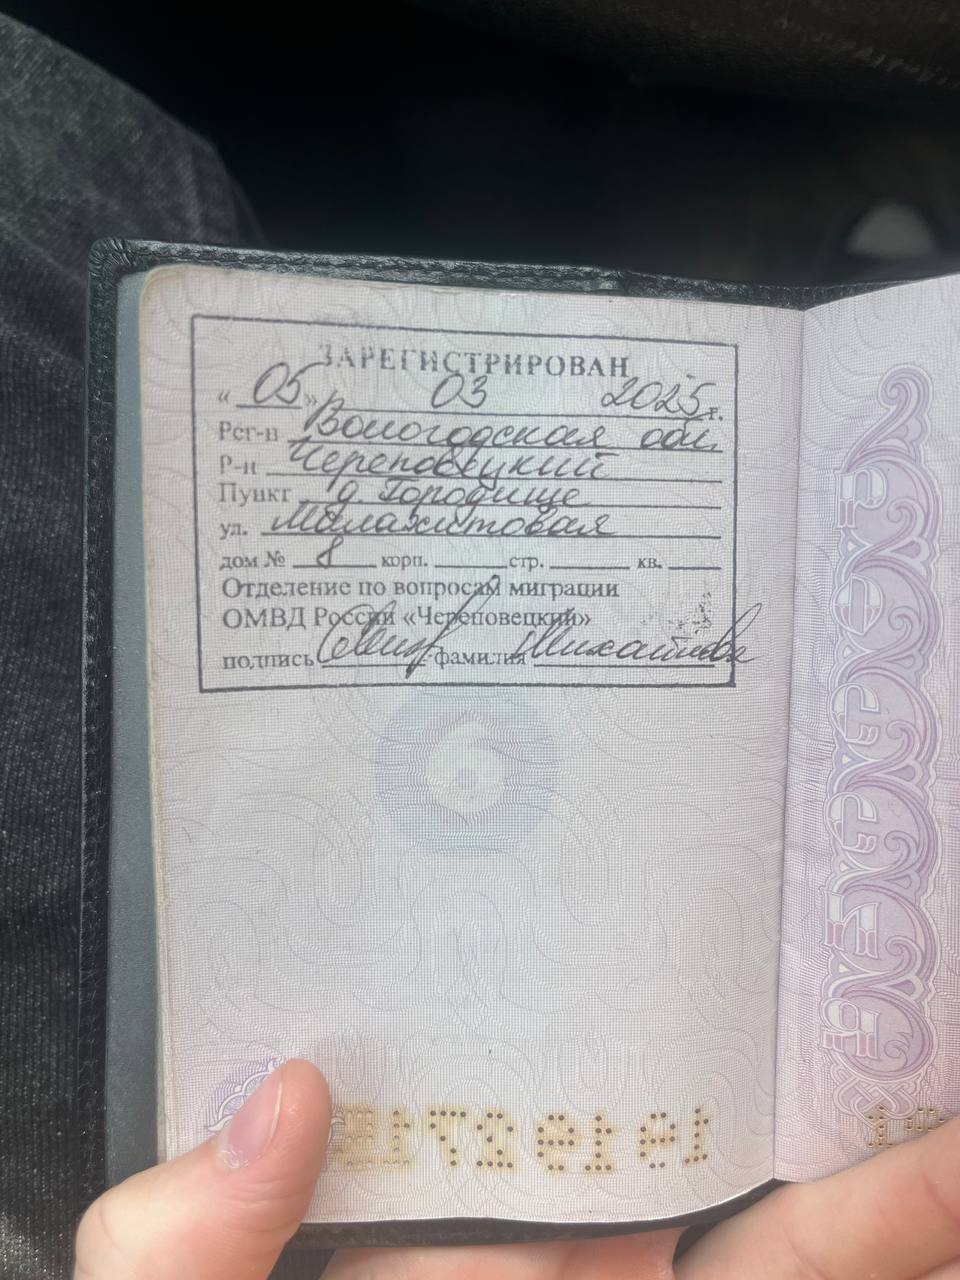 ЗАРЕГИСТРИРОВАН
« 05 » 03 2025 г.
Рег-н Вологодская обл.
Р-н Череповецкий
Пункт д. Городище
ул. Малахитовая
дом № 8 корп. стр. кв.
Отделение по вопросам миграции
ОМВД России «Череповецкий»
подпись фамилия Михайлова
6